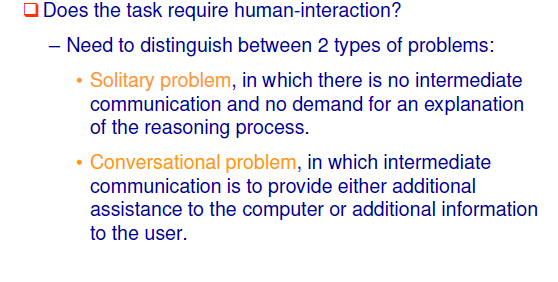 ❑ Does the task require human-interaction?
– Need to distinguish between 2 types of problems:
• Solitary problem, in which there is no intermediate
communication and no demand for an explanation
of the reasoning process.
• Conversational problem, in which intermediate
communication is to provide either additional
assistance to the computer or additional information
to the user.